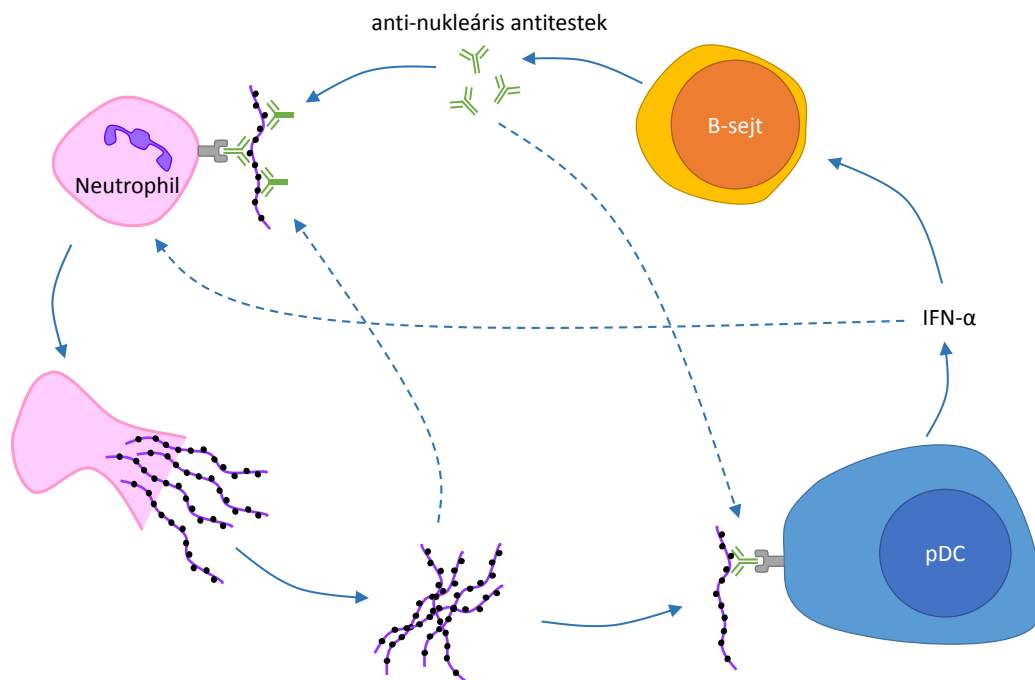 anti-nukleáris antitestek
B-sejt
Neutrophil
IFN-α
pDC